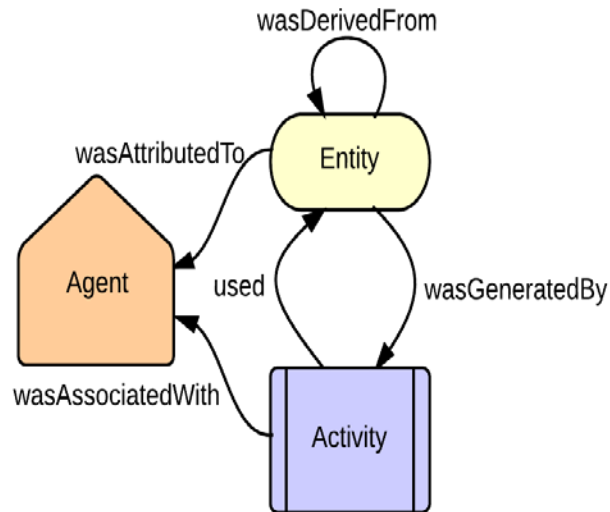 wasDerivedFrom
Entity
wasAttributedTo
Agent
used
wasGeneratedBy
wasAssociatedWith
Activity